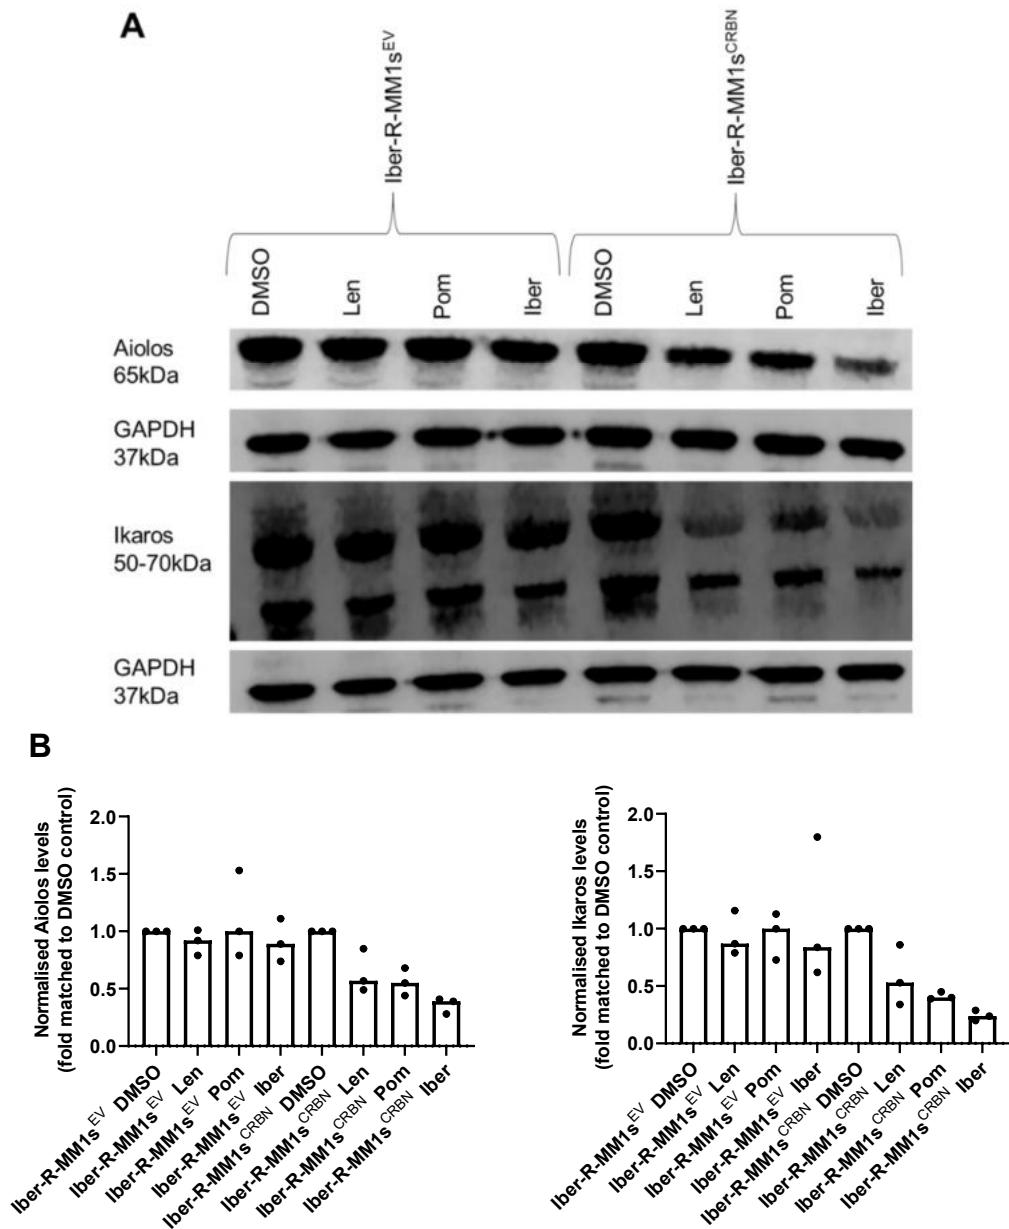 A
Iber-R-MM1s^EV
Iber-R-MM1s^CRBN
DMSO
Len
Pom
Iber
DMSO
Len
Pom
Iber
Aiolos
65kDa
GAPDH
37kDa
Ikaros
50-70kDa
GAPDH
37kDa
B
Normalised Aiolos levels
(fold matched to DMSO control)
2.0
1.5
1.0
0.5
0.0
Iber-R-MM1s^EV DMSO
Iber-R-MM1s^EV Len
Iber-R-MM1s^EV Pom
Iber-R-MM1s^EV Iber
Iber-R-MM1s^CRBN DMSO
Iber-R-MM1s^CRBN Len
Iber-R-MM1s^CRBN Pom
Iber-R-MM1s^CRBN Iber
Normalised Ikaros levels
(fold matched to DMSO control)
2.0
1.5
1.0
0.5
0.0
Iber-R-MM1s^EV DMSO
Iber-R-MM1s^EV Len
Iber-R-MM1s^EV Pom
Iber-R-MM1s^EV Iber
Iber-R-MM1s^CRBN DMSO
Iber-R-MM1s^CRBN Len
Iber-R-MM1s^CRBN Pom
Iber-R-MM1s^CRBN Iber